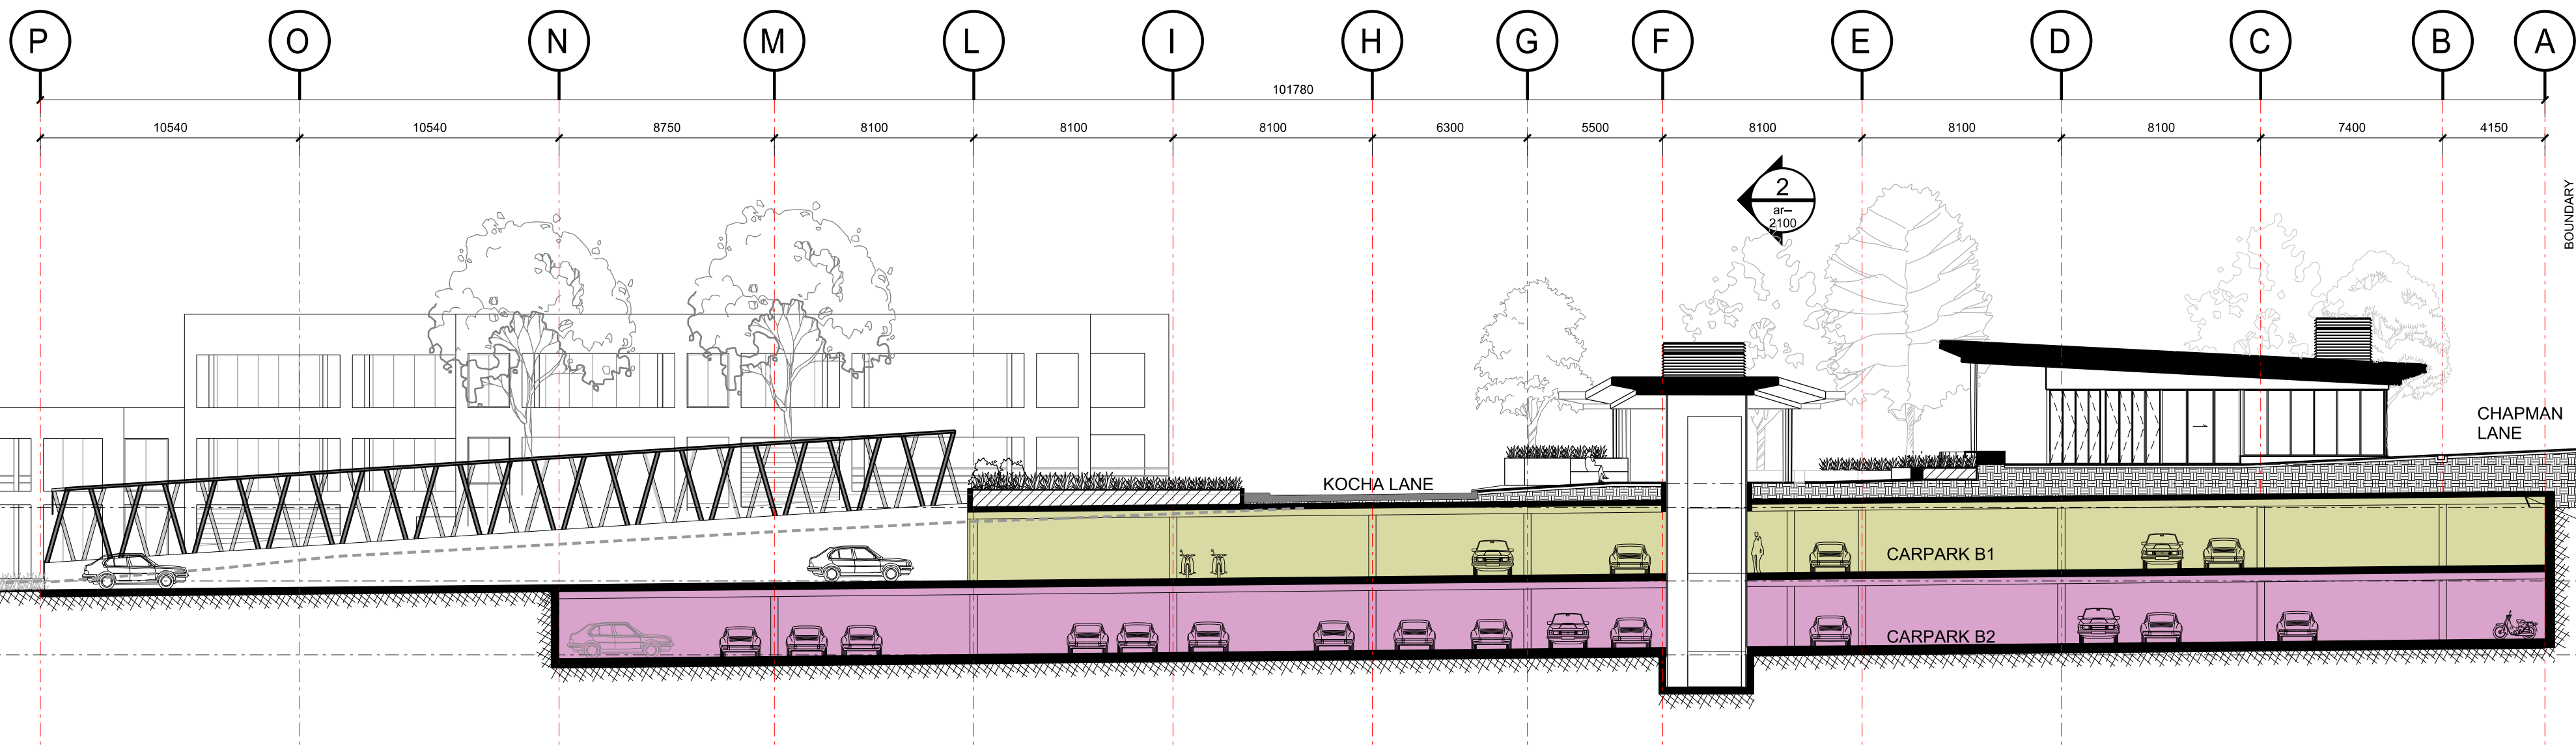 P O N M L I H G F E D C B A
101780
10540 10540 8750 8100 8100 8100 6300 5500 8100 8100 8100 7400 4150
2
ar–
2100
BOUNDARY
CHAPMAN
LANE
KOCHA LANE
CARPARK B1
CARPARK B2